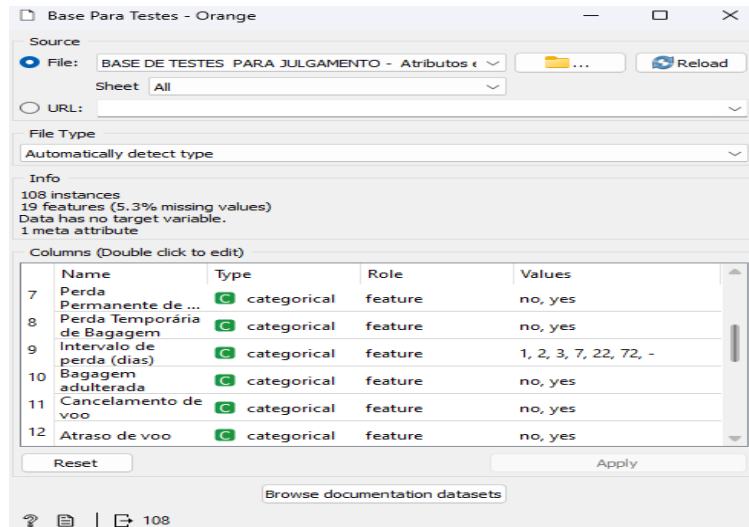 Base Para Testes - Orange
Source
File: BASE DE TESTES PARA JULGAMENTO - Atributos e
... Reload
Sheet All
URL:
File Type
Automatically detect type
Info
108 instances
19 features (5.3% missing values)
Data has no target variable.
1 meta attribute
Columns (Double click to edit)
Name Type Role Values
7 Perda
Permanente de ... C categorical feature no, yes
8 Perda Temporária
de Bagagem C categorical feature no, yes
9 Intervalo de
perda (dias) C categorical feature 1, 2, 3, 7, 22, 72, -
10 Bagagem
adulterada C categorical feature no, yes
11 Cancelamento de
voo C categorical feature no, yes
12 Atraso de voo C categorical feature no, yes
Reset Apply
Browse documentation datasets
? 108